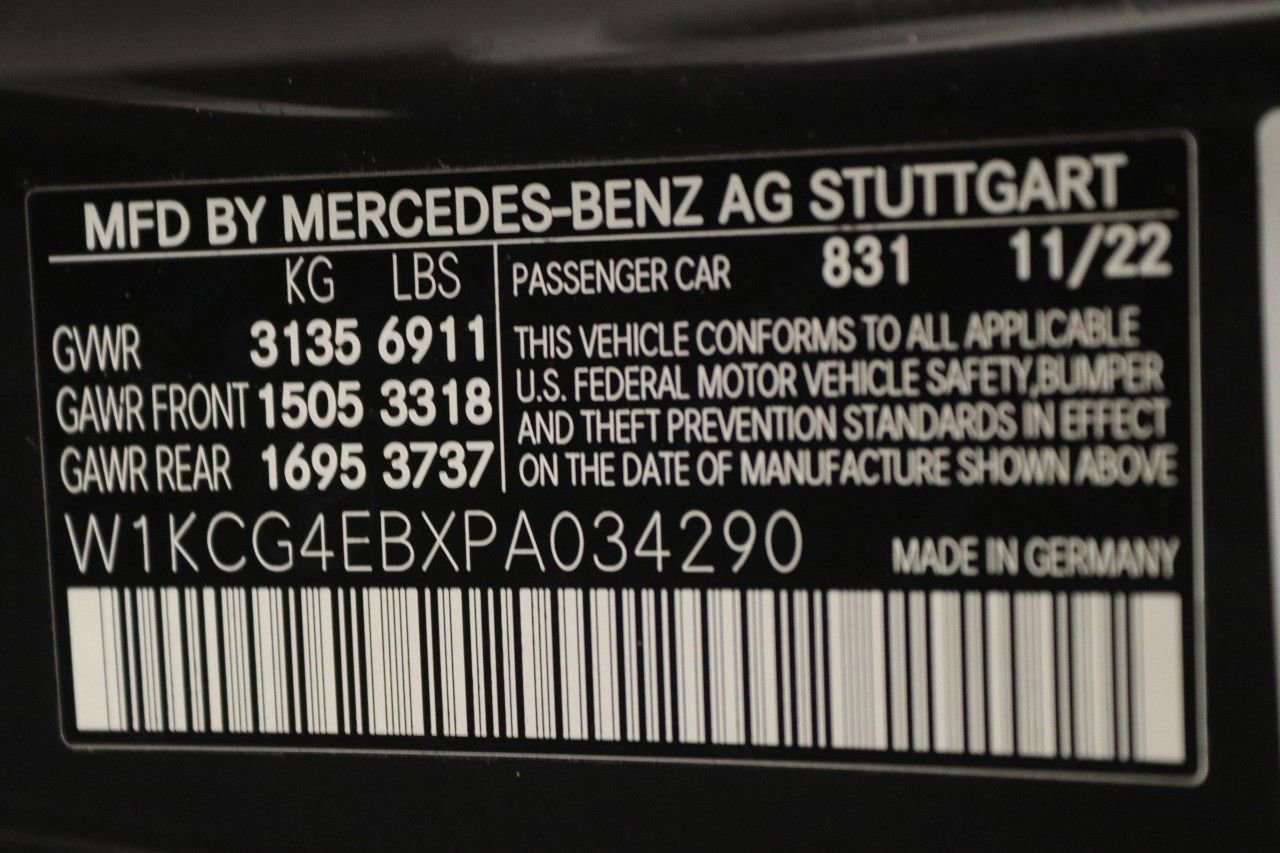 MFD BY MERCEDES-BENZ AG STUTTGART
KG LBS
GVWR 3135 6911
GAWR FRONT 1505 3318
GAWR REAR 1695 3737
PASSENGER CAR 831 11/22
THIS VEHICLE CONFORMS TO ALL APPLICABLE
U.S. FEDERAL MOTOR VEHICLE SAFETY,BUMPER
AND THEFT PREVENTION STANDARDS IN EFFECT
ON THE DATE OF MANUFACTURE SHOWN ABOVE
W1KCG4EBXPA034290
MADE IN GERMANY